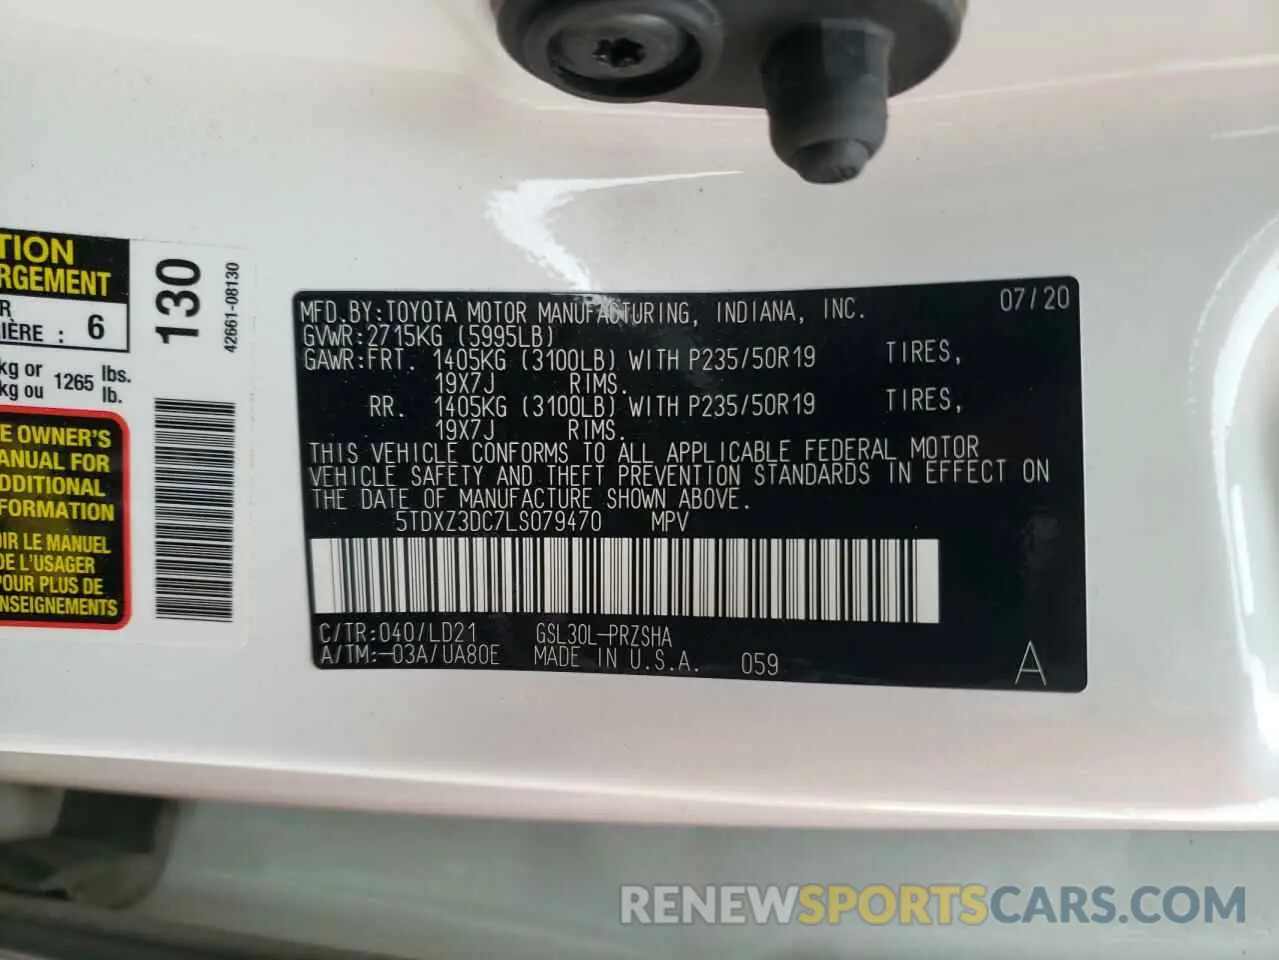 TION
RGEMENT
R
IÈRE : 6
kg or
kg ou 1265 lbs.
lb.
E OWNER'S
ANUAL FOR
DDITIONAL
FORMATION
OIR LE MANUEL
DE L'USAGER
POUR PLUS DE
NSEIGNEMENTS
130
42661-08130
MFD.BY:TOYOTA MOTOR MANUFACTURING, INDIANA, INC. 07/20
GVWR:2715KG (5995LB)
GAWR:FRT. 1405KG (3100LB) WITH P235/50R19 TIRES,
19X7J RIMS.
RR. 1405KG (3100LB) WITH P235/50R19 TIRES,
19X7J RIMS.
THIS VEHICLE CONFORMS TO ALL APPLICABLE FEDERAL MOTOR
VEHICLE SAFETY AND THEFT PREVENTION STANDARDS IN EFFECT ON
THE DATE OF MANUFACTURE SHOWN ABOVE.
5TDXZ3DC7LS079470 MPV
C/TR:040/LD21 GSL30L-PRZSHA
A/TM:-03A/UA80E MADE IN U.S.A. 059 A
RENEWSPORTSCARS.COM